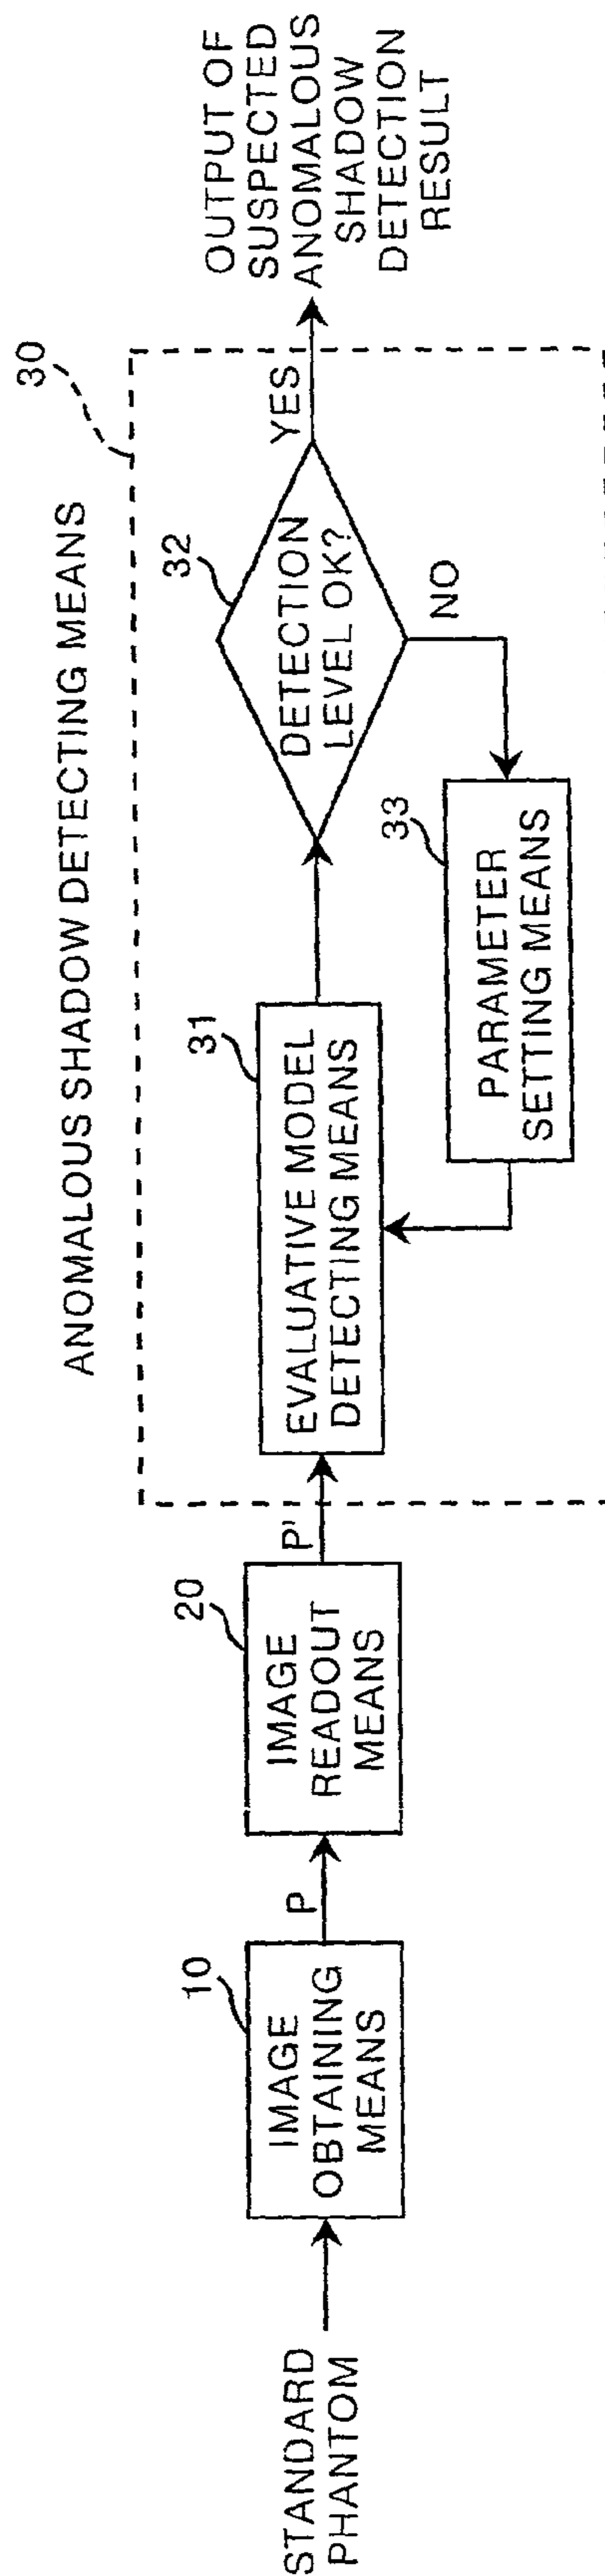 STANDARD
PHANTOM
10
IMAGE
OBTAINING
MEANS
P
20
IMAGE
READOUT
MEANS
P'
ANOMALOUS SHADOW DETECTING MEANS
30
31
EVALUATIVE MODEL
DETECTING MEANS
32
DETECTION
LEVEL OK?
YES
NO
33
PARAMETER
SETTING MEANS
OUTPUT OF
SUSPECTED
ANOMALOUS
SHADOW
DETECTION
RESULT